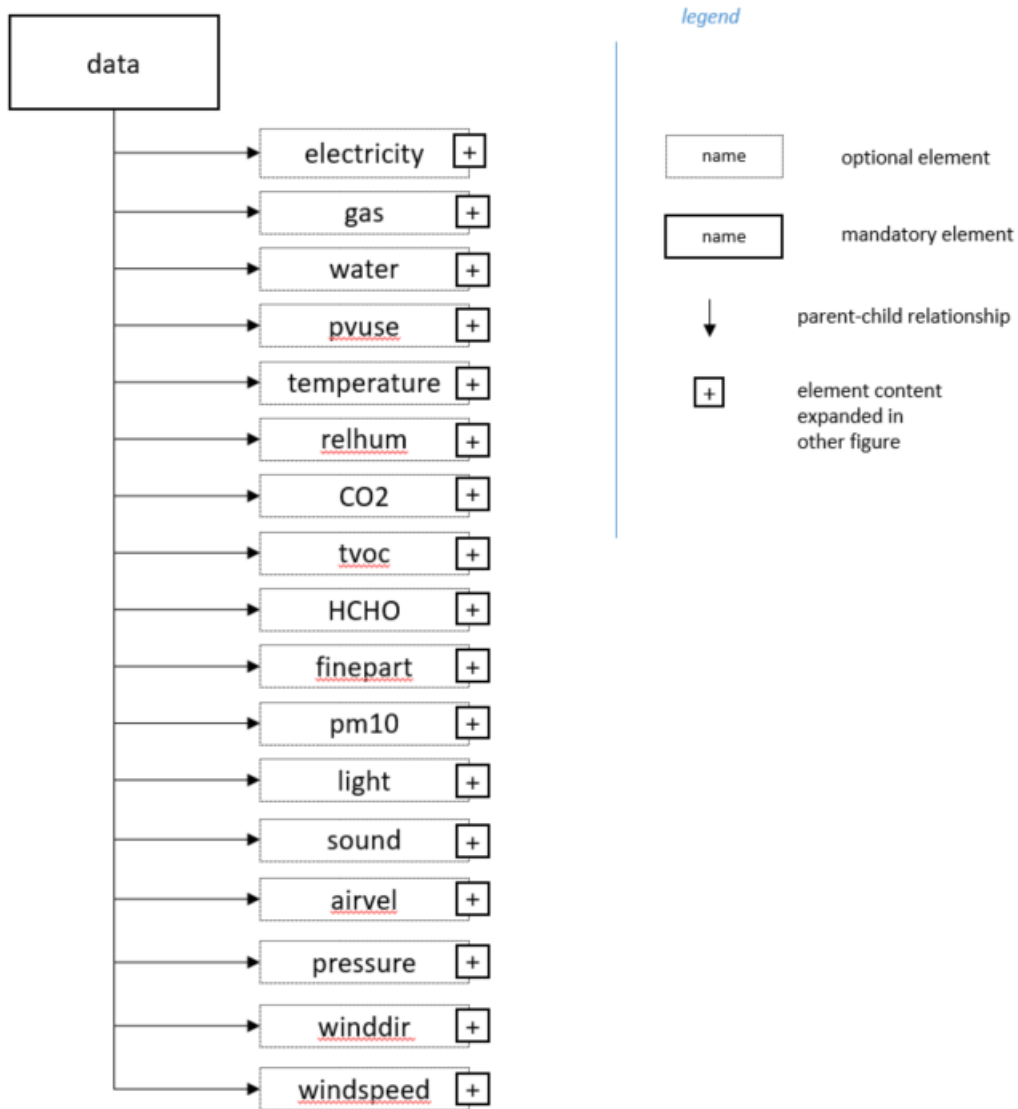 data
electricity +
gas +
water +
pvuse +
temperature +
relhum +
CO2 +
tvoc +
HCHO +
finepart +
pm10 +
light +
sound +
airvel +
pressure +
winddir +
windspeed +
legend
name optional element
name mandatory element
parent-child relationship
+ element content
expanded in
other figure